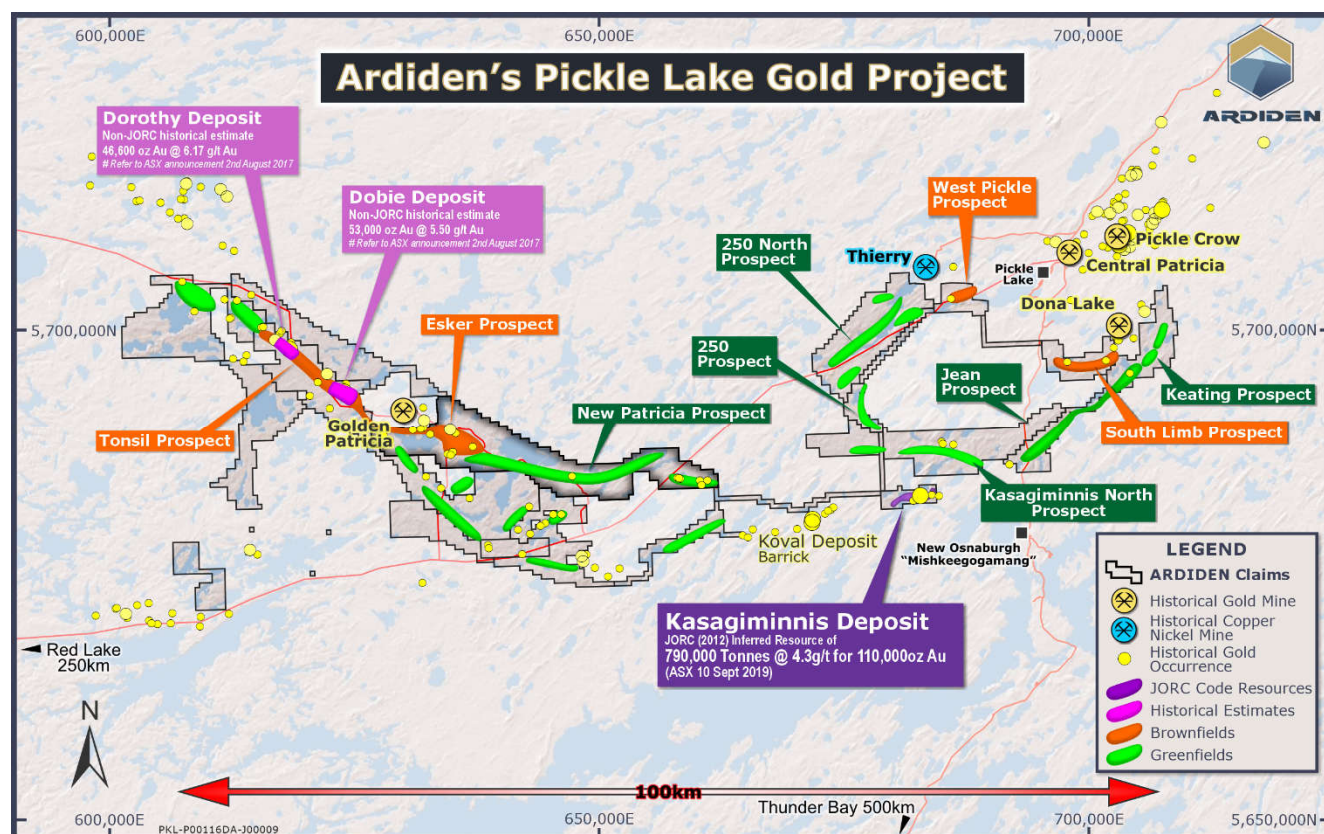 600,000E
650,000E
700,000E
Ardiden's Pickle Lake Gold Project
ARDIDEN
Dorothy Deposit
Non-JORC historical estimate
46,600 oz Au @ 6.17 g/t Au
# Refer to ASX announcement 2nd August 2017
Dobie Deposit
Non-JORC historical estimate
53,000 oz Au @ 5.50 g/t Au
# Refer to ASX announcement 2nd August 2017
West Pickle
Prospect
250 North
Prospect
Thierry
Pickle
Lake
Pickle Crow
Central Patricia
Dona Lake
5,700,000N
5,700,000N
Esker Prospect
250
Prospect
Jean
Prospect
Keating Prospect
Tonsil Prospect
Golden
Patricia
New Patricia Prospect
South Limb Prospect
Kasagiminnis North
Prospect
Koval Deposit
Barrick
New Osnaburgh
"Mishkeegogamang"
Kasagiminnis Deposit
JORC (2012) Inferred Resource of
790,000 Tonnes @ 4.3g/t for 110,000oz Au
(ASX 10 Sept 2019)
LEGEND
ARDIDEN Claims
Historical Gold Mine
Historical Copper
Nickel Mine
Historical Gold
Occurrence
JORC Code Resources
Historical Estimates
Brownfields
Greenfields
Red Lake
250km
N
100km
Thunder Bay 500km
600,000E
650,000E
700,000E
5,650,000N
PKL-P00116DA-J00009